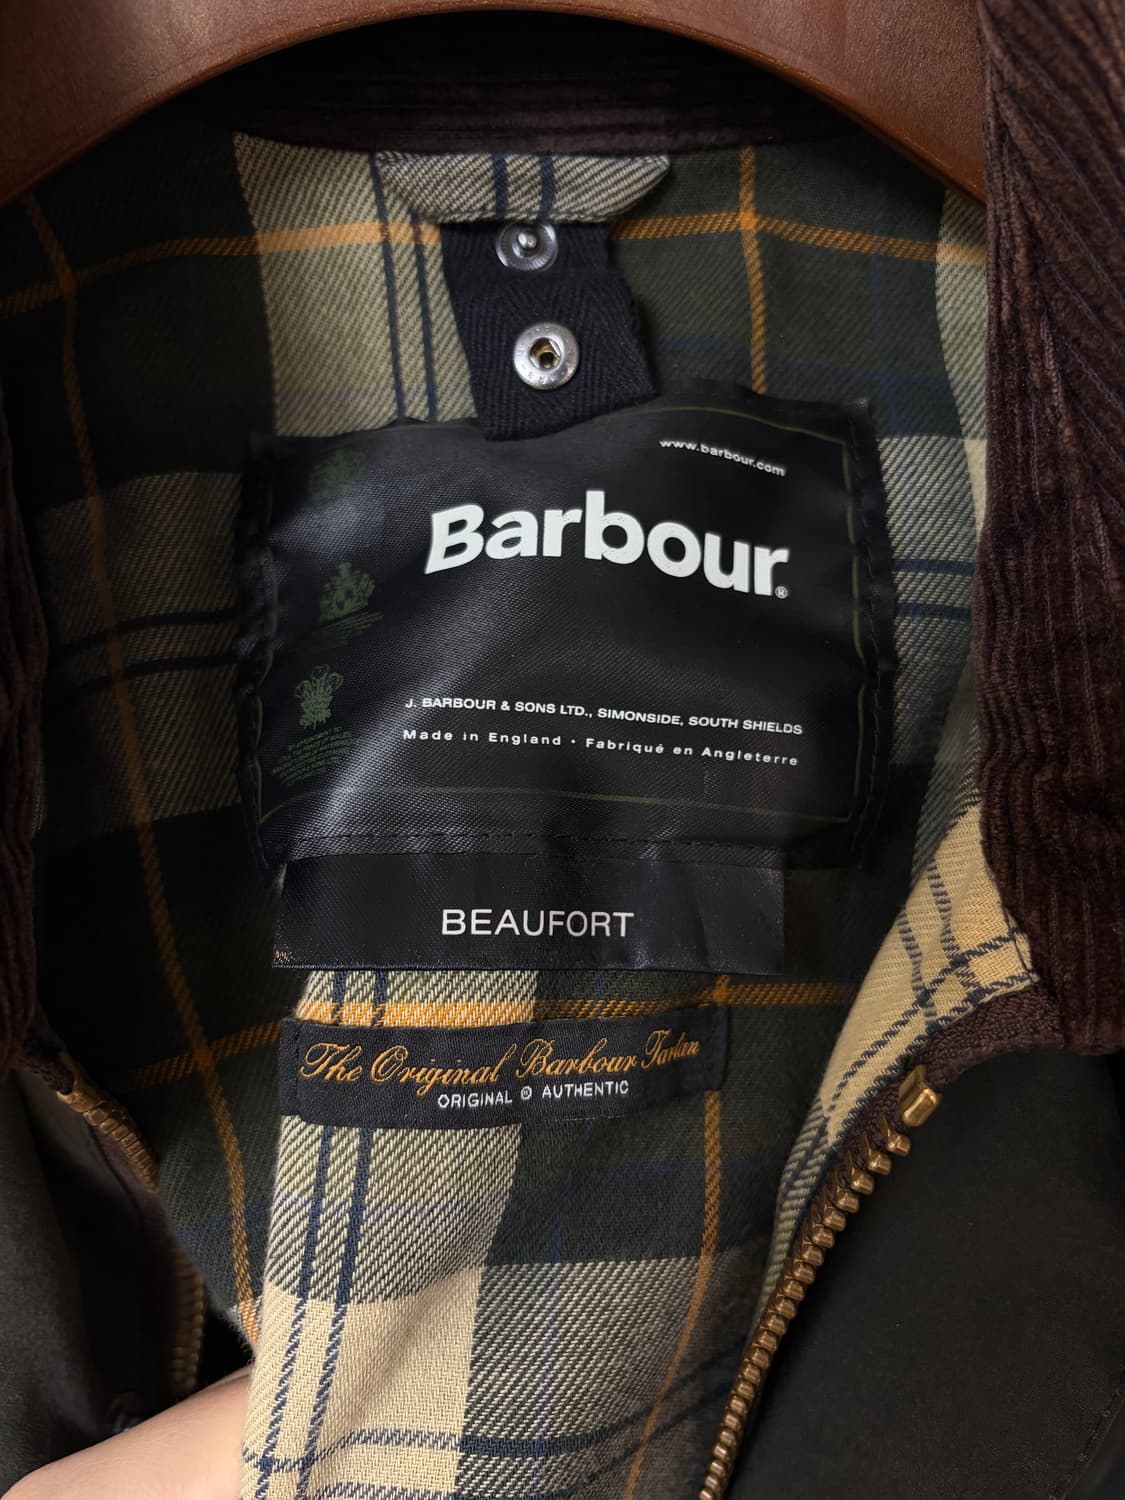 www.barbour.com
Barbour®
J. BARBOUR & SONS LTD., SIMONSIDE, SOUTH SHIELDS
Made in England · Fabriqué en Angleterre
BEAUFORT
The Original Barbour Tartan
ORIGINAL ® AUTHENTIC